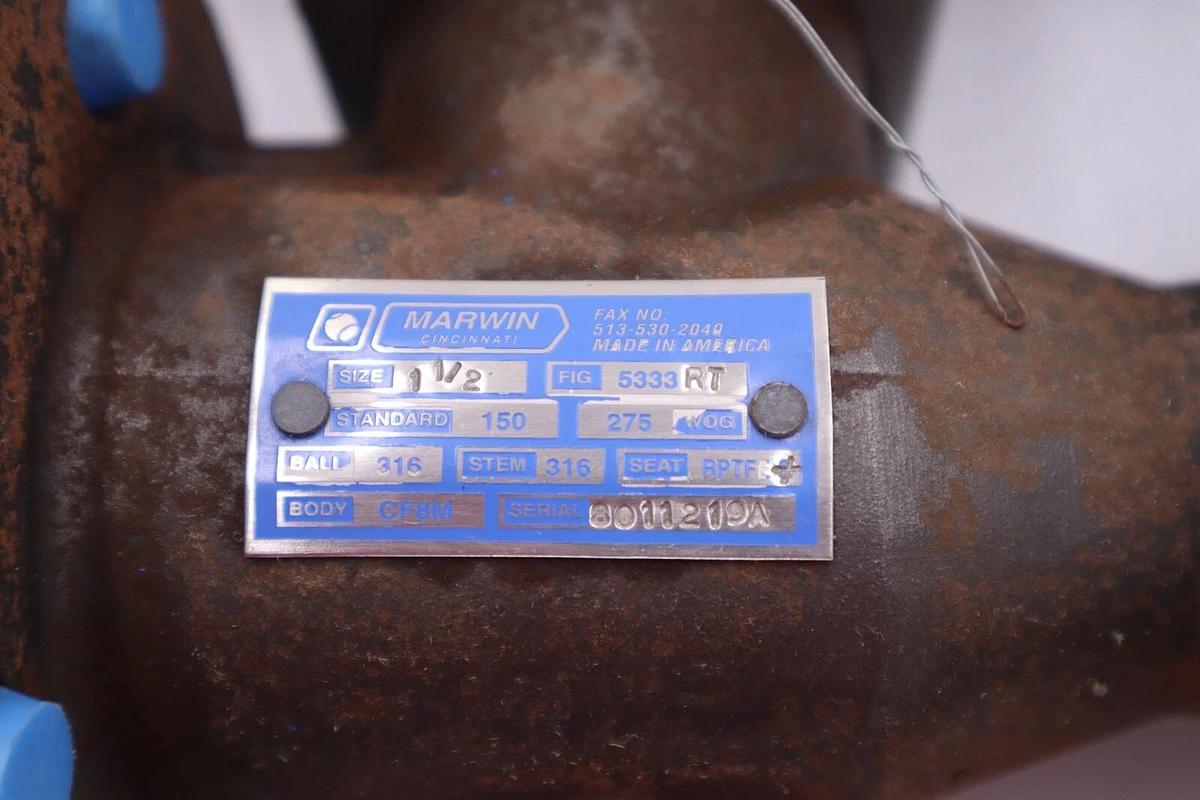 MARWIN
CINCINNATI
FAX NO:
513-530-2040
MADE IN AMERICA
SIZE 1 1/2 FIG 5333 RT
STANDARD 150 275 WOG
BALL 316 STEM 316 SEAT RPTFE+
BODY CF8M SERIAL 8011219A